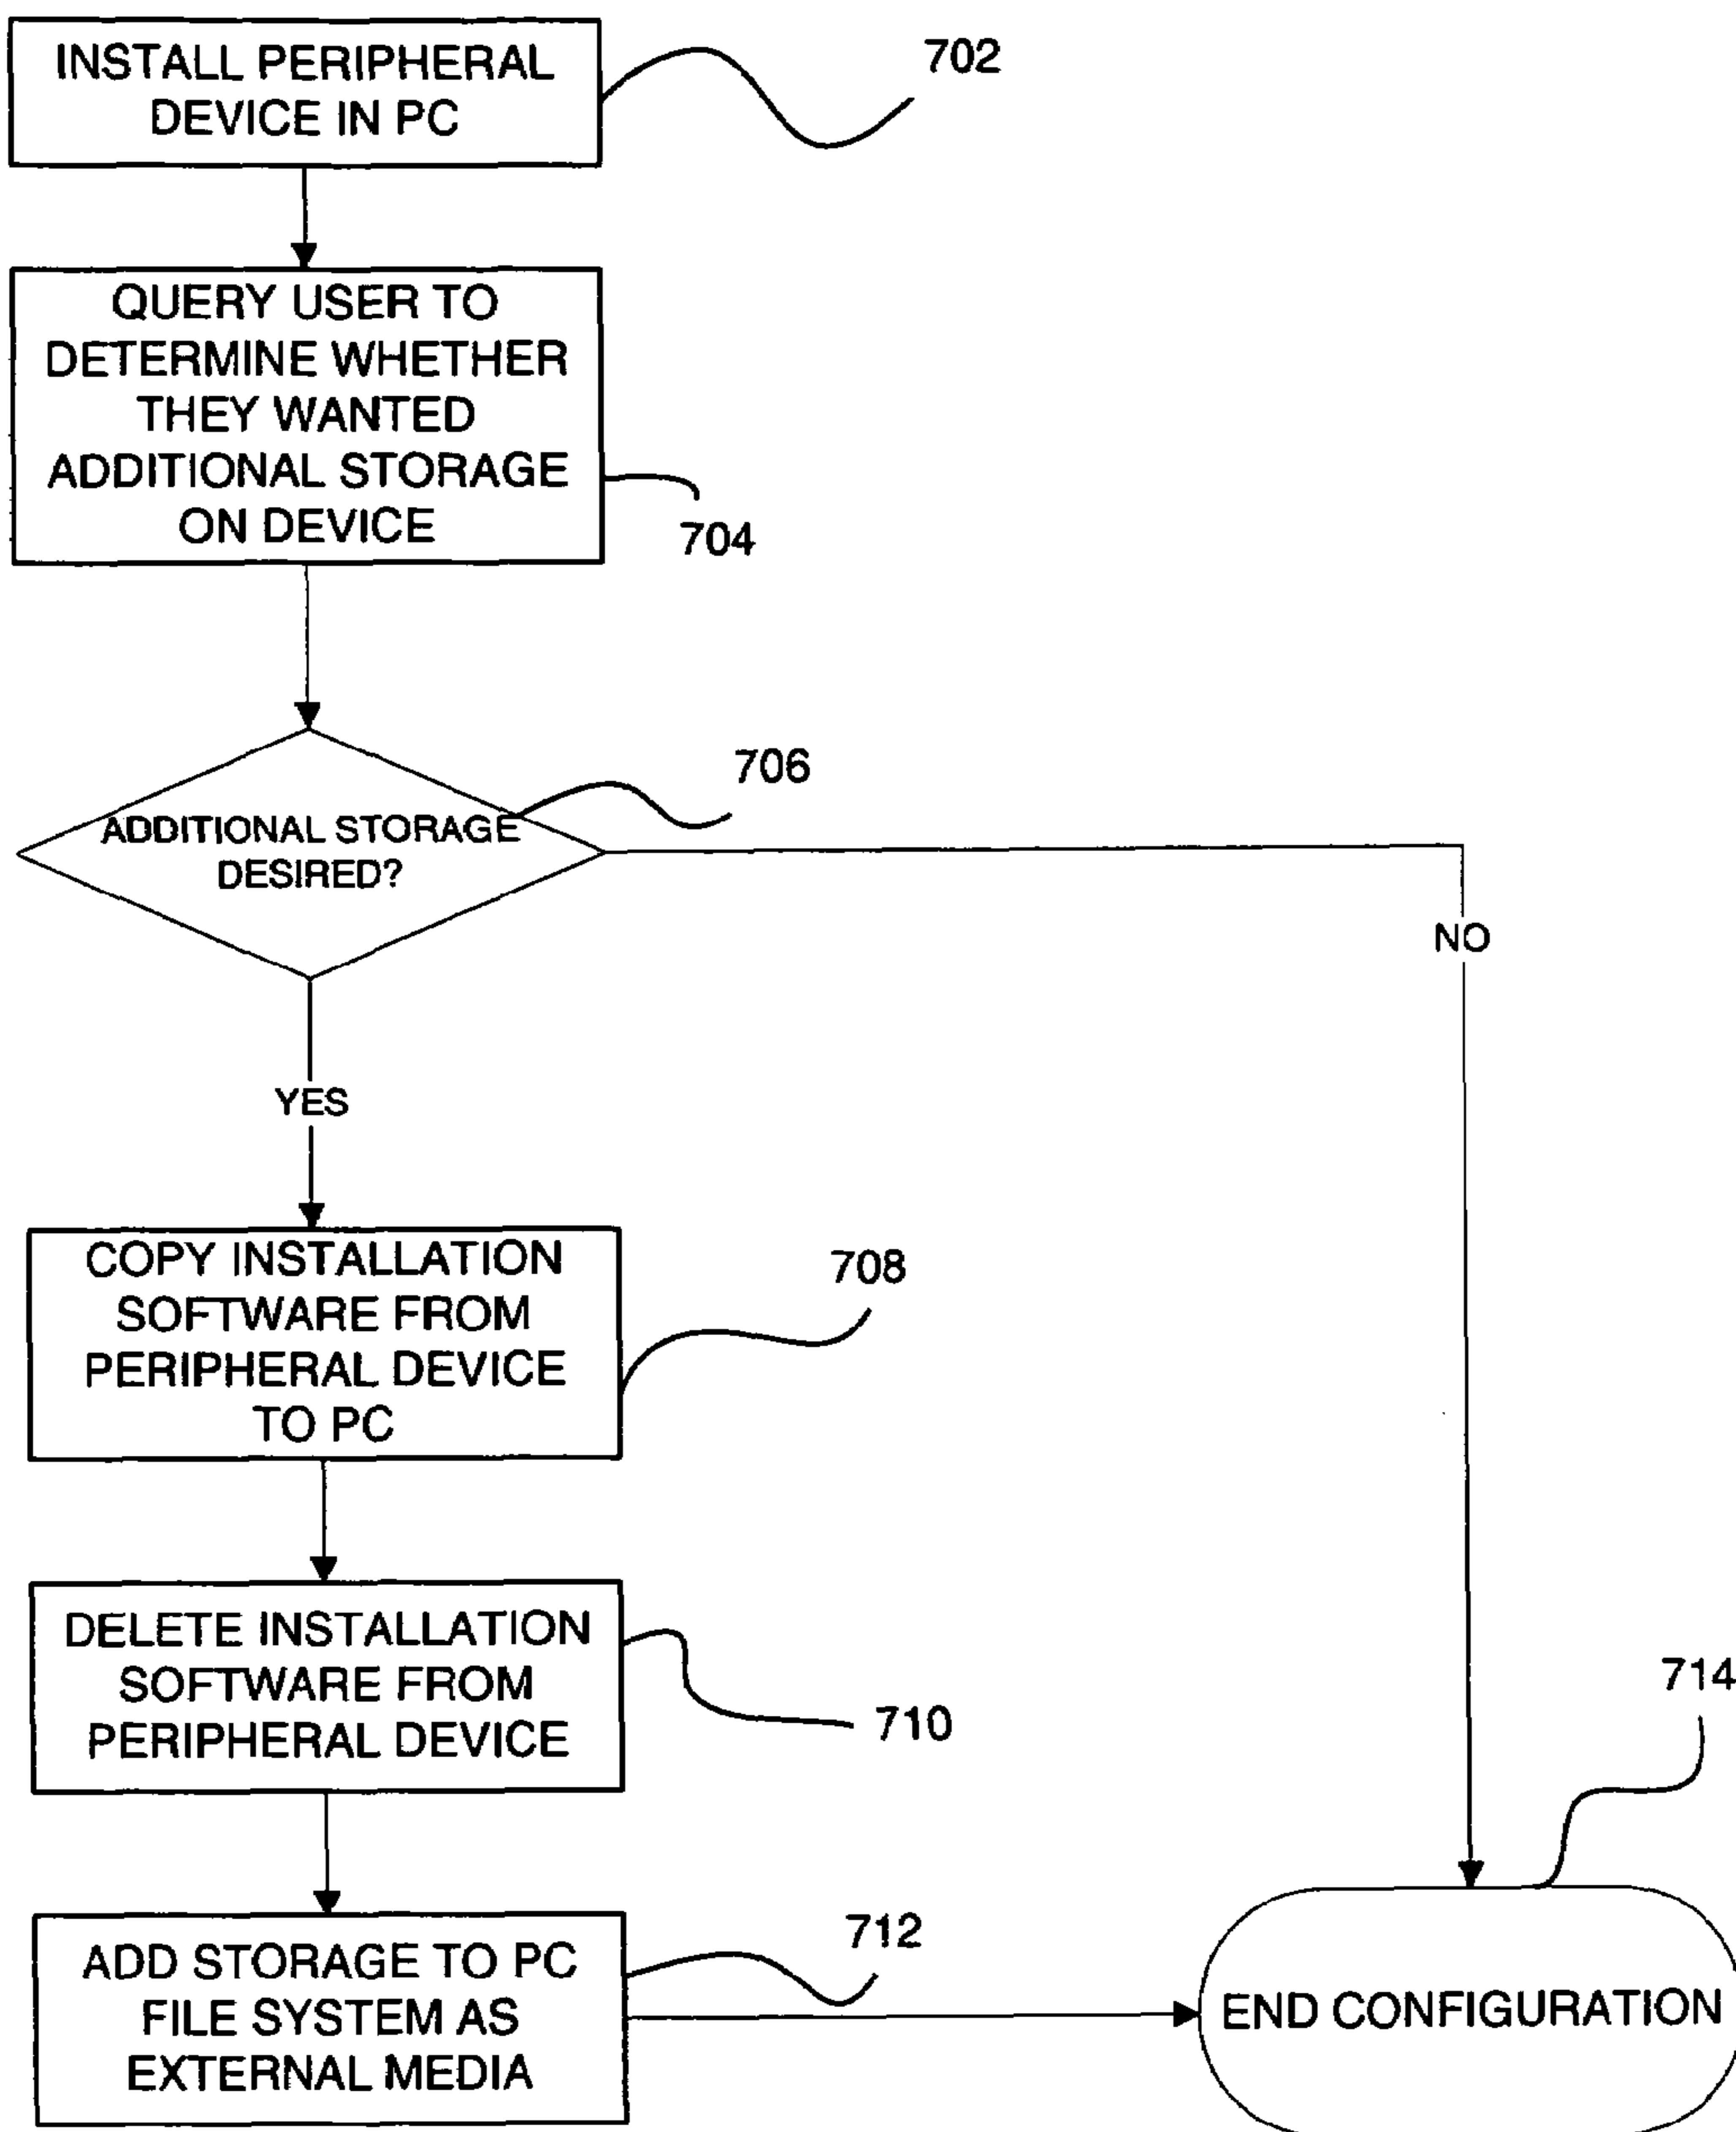 INSTALL PERIPHERAL
DEVICE IN PC
702
QUERY USER TO
DETERMINE WHETHER
THEY WANTED
ADDITIONAL STORAGE
ON DEVICE
704
706
ADDITIONAL STORAGE
DESIRED?
NO
YES
COPY INSTALLATION
SOFTWARE FROM
PERIPHERAL DEVICE
TO PC
708
DELETE INSTALLATION
SOFTWARE FROM
PERIPHERAL DEVICE
710
714
ADD STORAGE TO PC
FILE SYSTEM AS
EXTERNAL MEDIA
712
END CONFIGURATION